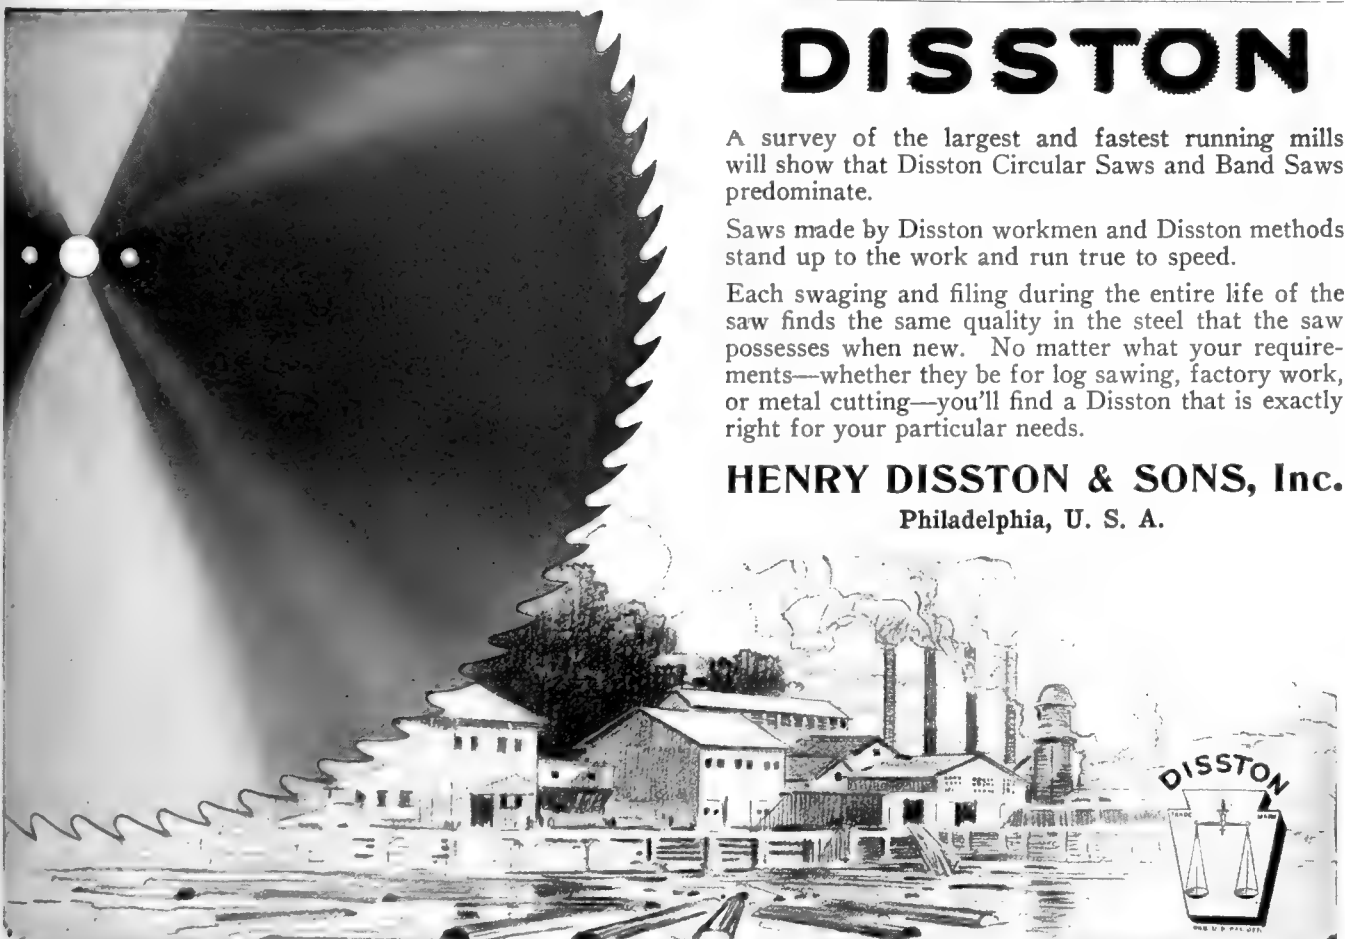 DISSTON
A survey of the largest and fastest running mills
will show that Disston Circular Saws and Band Saws
predominate.
Saws made by Disston workmen and Disston methods
stand up to the work and run true to speed.
Each swaging and filing during the entire life of the
saw finds the same quality in the steel that the saw
possesses when new. No matter what your require-
ments—whether they be for log sawing, factory work,
or metal cutting—you'll find a Disston that is exactly
right for your particular needs.
HENRY DISSTON & SONS, Inc.
Philadelphia, U. S. A.
DISSTON
TRADE MARK